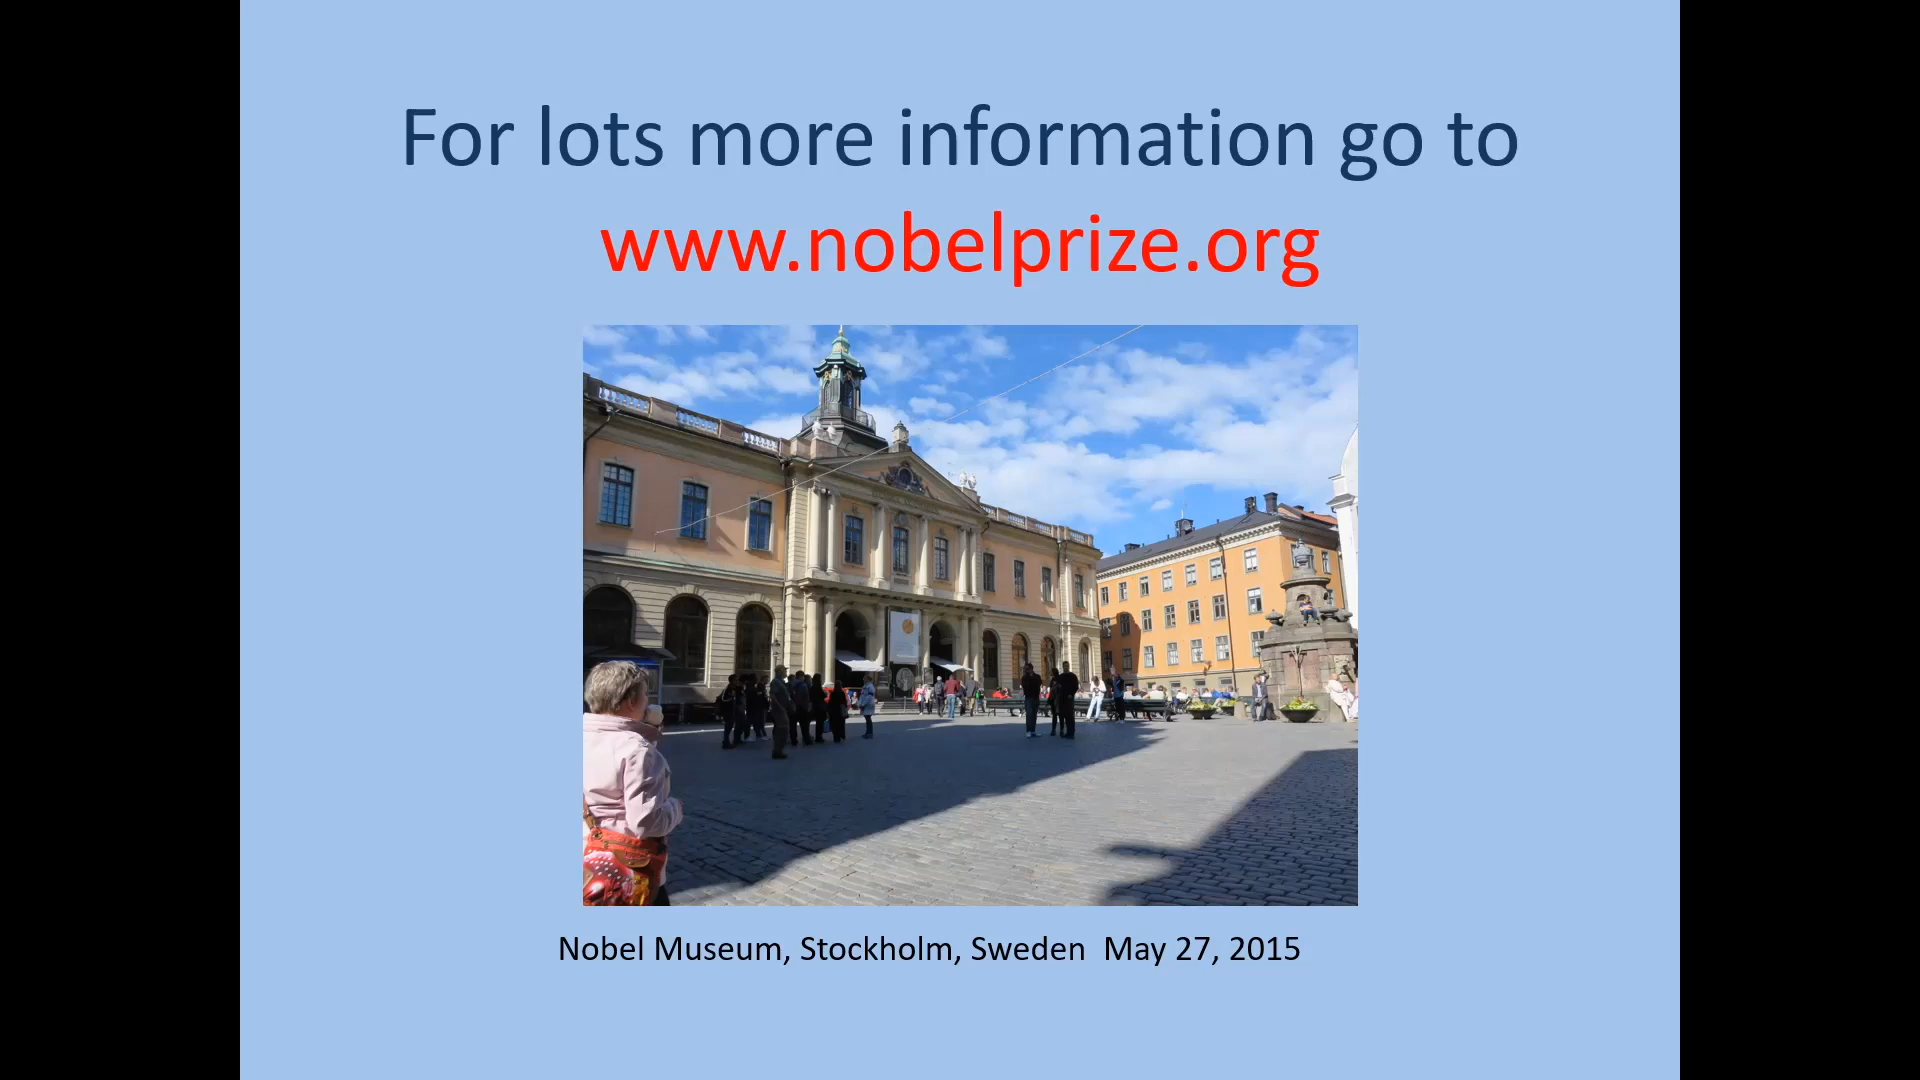 For lots more information go to
www.nobelprize.org
Nobel Museum, Stockholm, Sweden  May 27, 2015